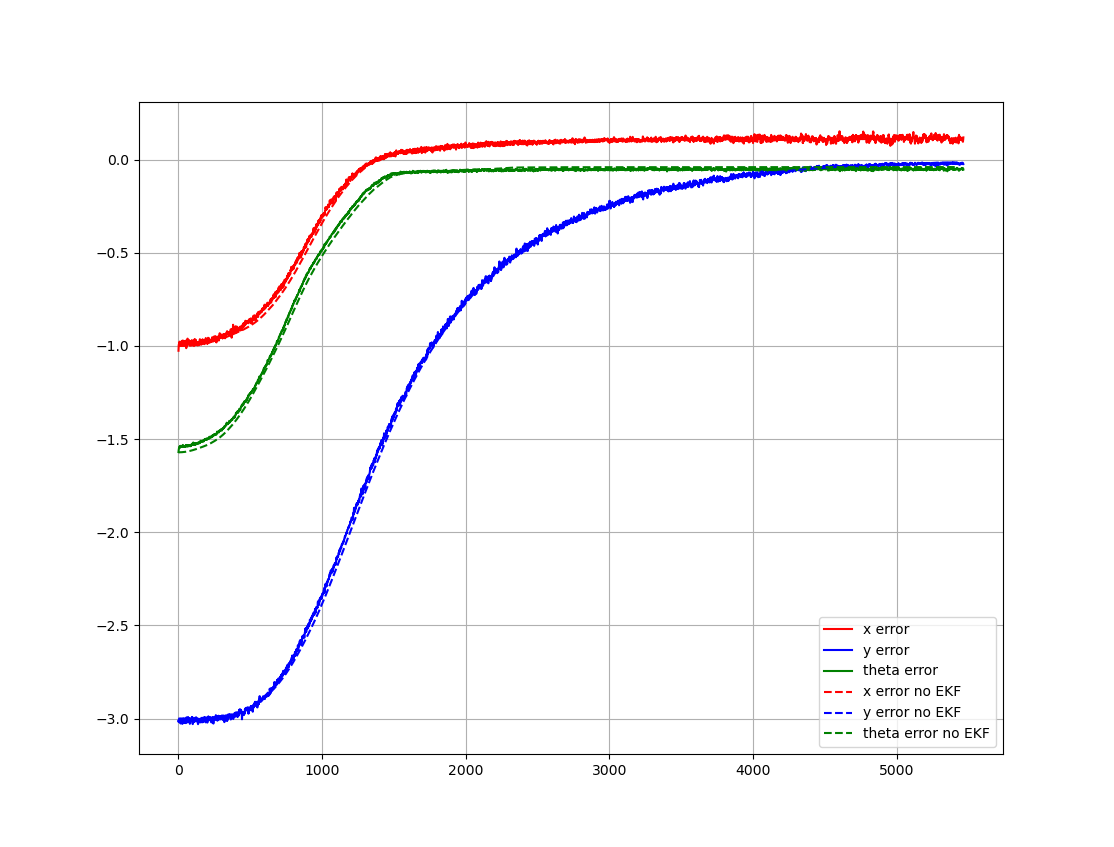 0.0
−0.5
−1.0
−1.5
−2.0
−2.5
−3.0
0 1000 2000 3000 4000 5000
x error
y error
theta error
x error no EKF
y error no EKF
theta error no EKF